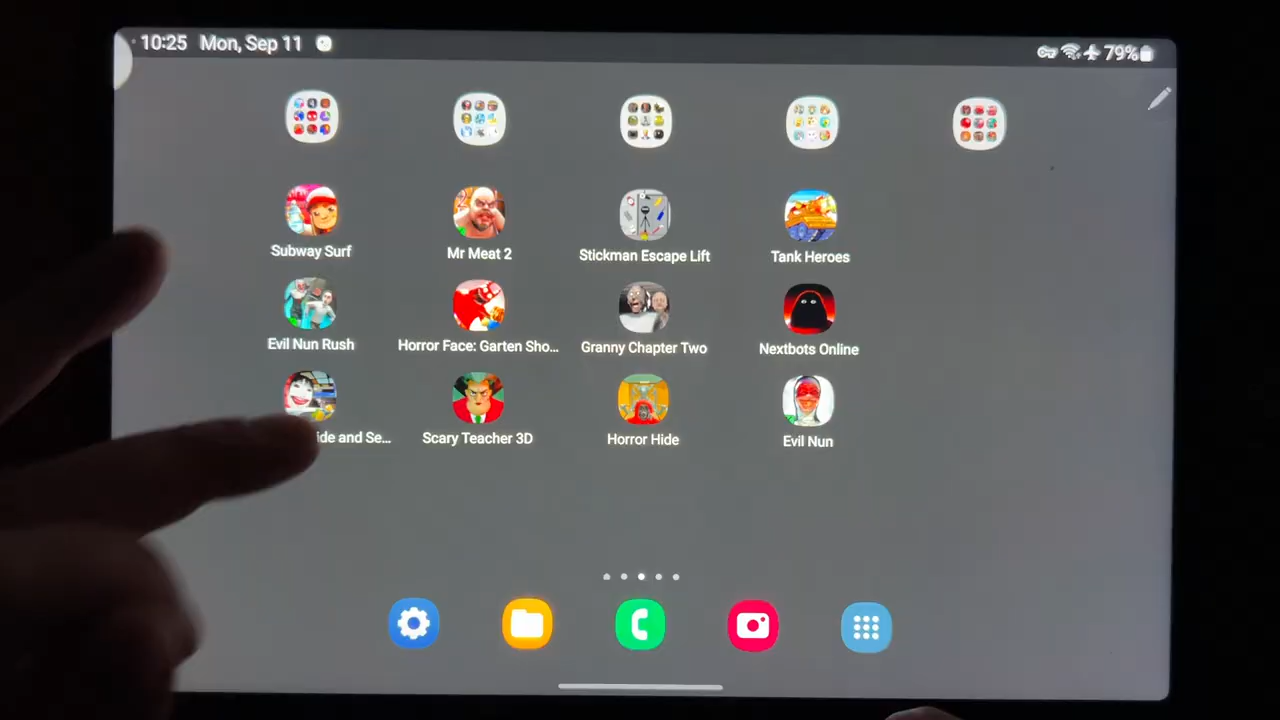 10:25 Mon, Sep 11
79%
Subway Surf
Mr Meat 2
Stickman Escape Lift
Tank Heroes
Evil Nun Rush
Horror Face: Garten Sho...
Granny Chapter Two
Nextbots Online
ide and Se...
Scary Teacher 3D
Horror Hide
Evil Nun